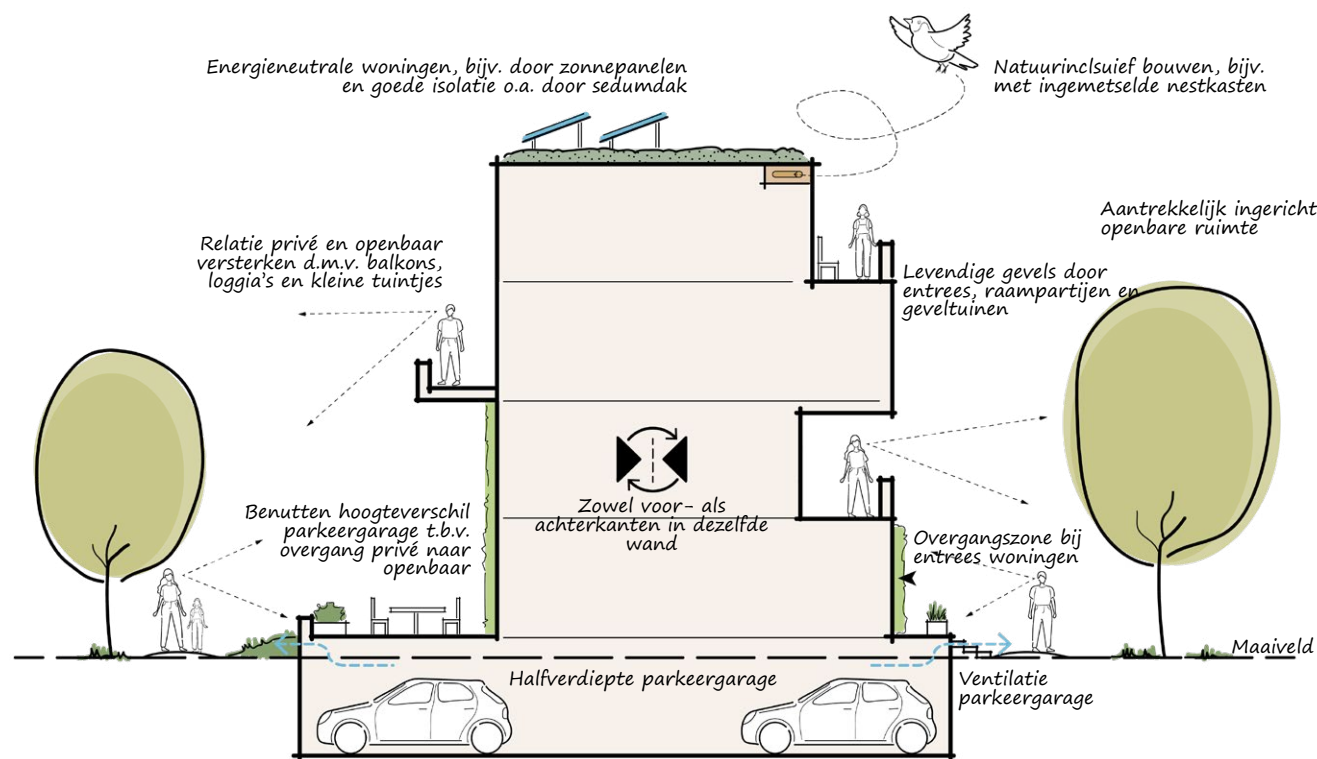 Energieneutrale woningen, bijv. door zonnepanelen
en goede isolatie o.a. door sedumdak
Natuurinclsuief bouwen, bijv.
met ingemetselde nestkasten
Aantrekkelijk ingericht
openbare ruimte
Relatie privé en openbaar
versterken d.m.v. balkons,
loggia's en kleine tuintjes
Levendige gevels door
entrees, raampartijen en
geveltuinen
Benutten hoogteverschil
parkeergarage t.b.v.
overgang privé naar
openbaar
Zowel voor- als
achterkanten in dezelfde
wand
Overgangszone bij
entrees woningen
Maaiveld
Halfverdiepte parkeergarage
Ventilatie
parkeergarage